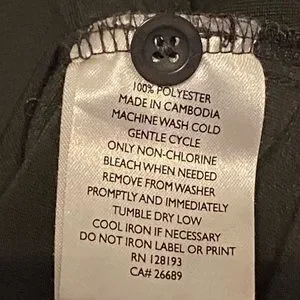 100% POLYESTER
MADE IN CAMBODIA
MACHINE WASH COLD
GENTLE CYCLE
ONLY NON-CHLORINE
BLEACH WHEN NEEDED
REMOVE FROM WASHER
PROMPTLY AND IMMEDIATELY
TUMBLE DRY LOW
COOL IRON IF NECESSARY
DO NOT IRON LABEL OR PRINT
RN 128193
CA# 26689